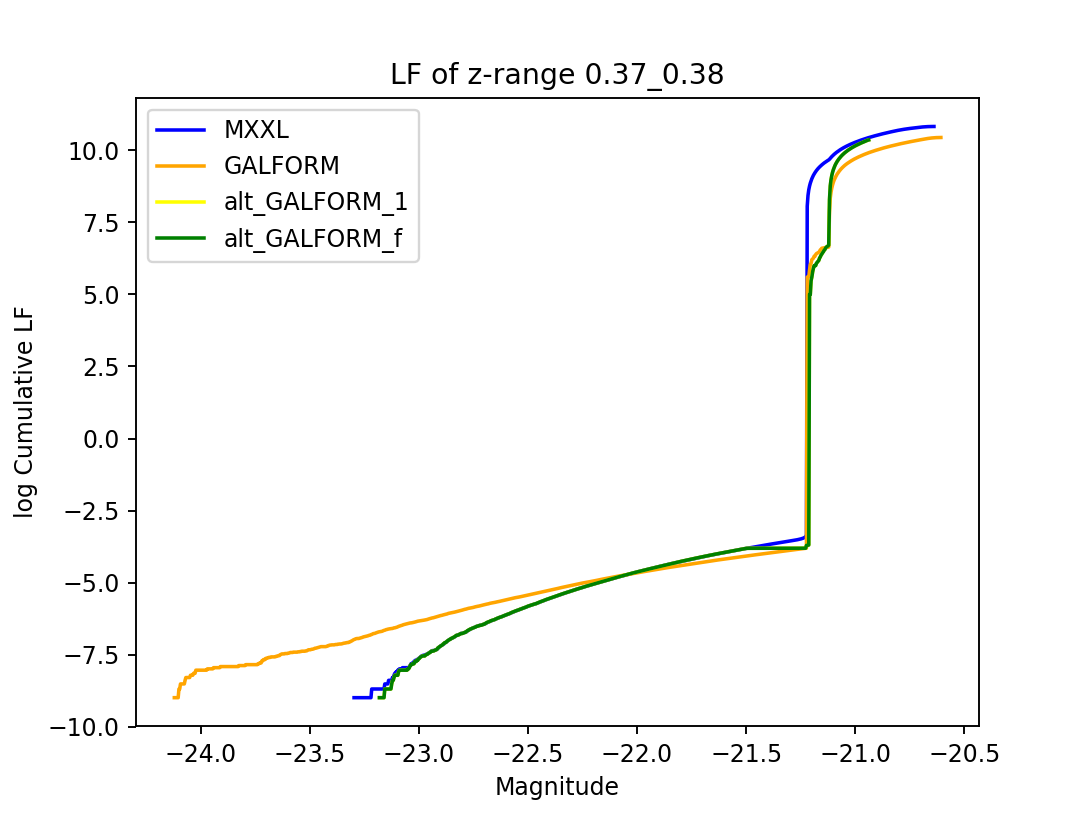 LF of z-range 0.37_0.38
MXXL
GALFORM
alt_GALFORM_1
alt_GALFORM_f
log Cumulative LF
10.0
7.5
5.0
2.5
0.0
−2.5
−5.0
−7.5
−10.0
−24.0 −23.5 −23.0 −22.5 −22.0 −21.5 −21.0 −20.5
Magnitude